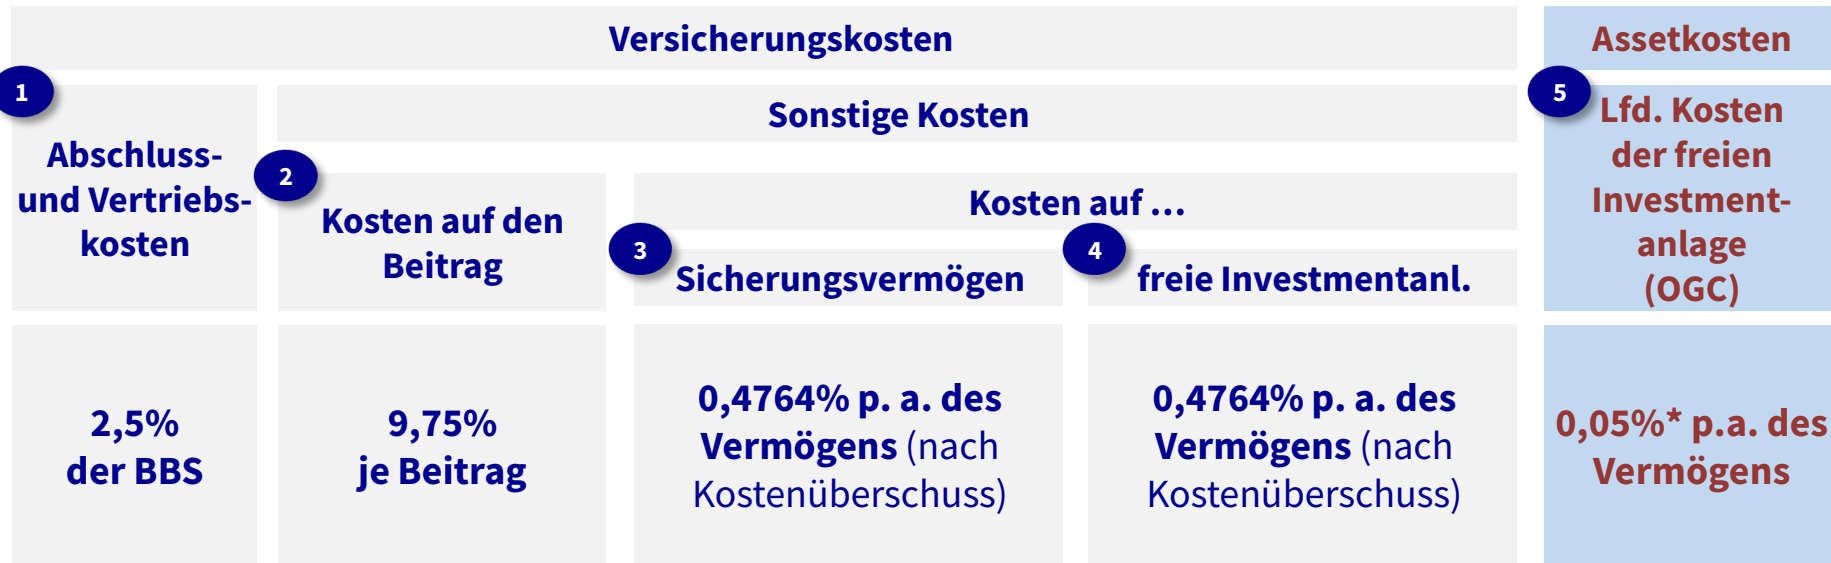 Versicherungskosten
Assetkosten
1
Abschluss-
und Vertriebs-
kosten
Sonstige Kosten
2
Kosten auf den
Beitrag
Kosten auf ...
3
Sicherungsvermögen
4
freie Investmentanl.
5
Lfd. Kosten
der freien
Investment-
anlage
(OGC)
2,5%
der BBS
9,75%
je Beitrag
0,4764% p. a. des
Vermögens (nach
Kostenüberschuss)
0,4764% p. a. des
Vermögens (nach
Kostenüberschuss)
0,05%* p.a. des
Vermögens